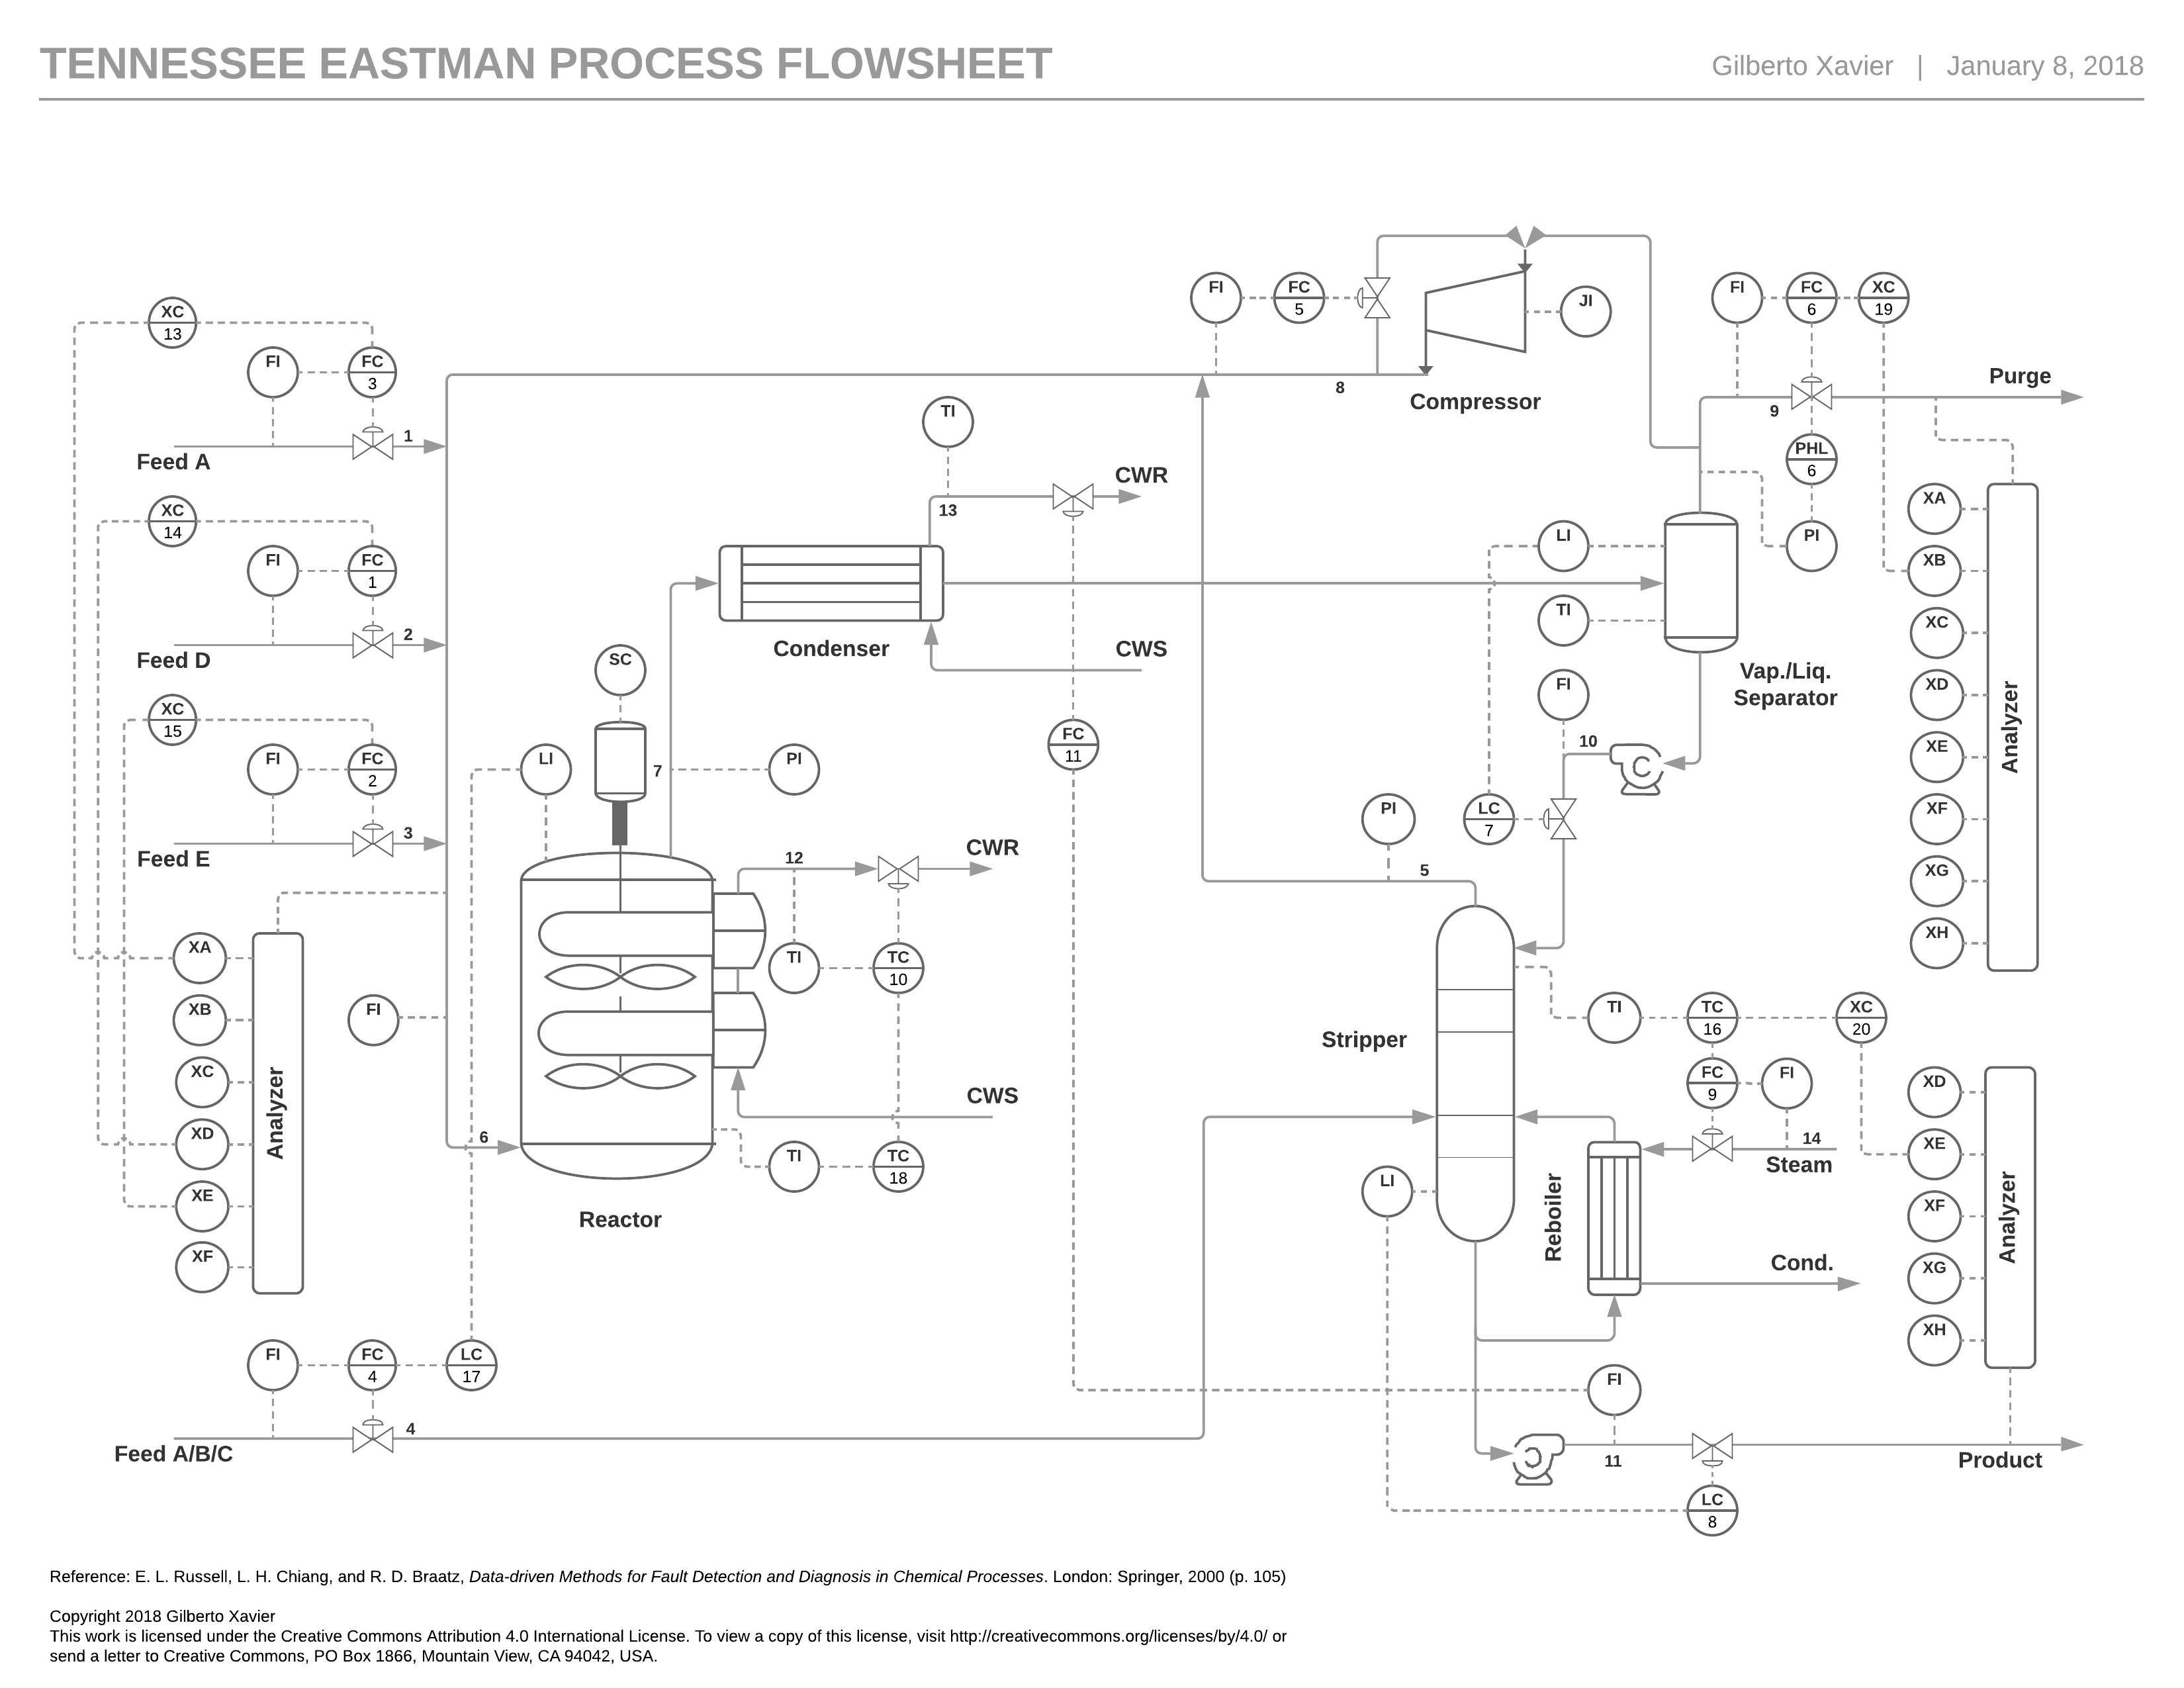 TENNESSEE EASTMAN PROCESS FLOWSHEET
Gilberto Xavier | January 8, 2018
XC
13
FI
FC
3
1
Feed A
XC
14
FI
FC
1
2
Feed D
XC
15
FI
FC
2
3
Feed E
XA
XB
XC
XD
XE
XF
Analyzer
FI
6
FI
FC
4
LC
17
4
Feed A/B/C
SC
LI
7
PI
Reactor
12
CWR
TI
TC
10
CWS
TI
TC
18
TI
13
CWR
Condenser
CWS
FC
11
FI
FC
5
8
JI
Compressor
FI
FC
6
XC
19
9
Purge
PHL
6
PI
LI
TI
Vap./Liq.
Separator
FI
10
LC
7
PI
5
XA
XB
XC
XD
XE
XF
XG
XH
Analyzer
Stripper
TI
TC
16
XC
20
FC
9
FI
14
Steam
LI
Reboiler
Cond.
XD
XE
XF
XG
XH
Analyzer
FI
11
Product
LC
8
Reference: E. L. Russell, L. H. Chiang, and R. D. Braatz, Data-driven Methods for Fault Detection and Diagnosis in Chemical Processes. London: Springer, 2000 (p. 105)
Copyright 2018 Gilberto Xavier
This work is licensed under the Creative Commons Attribution 4.0 International License. To view a copy of this license, visit http://creativecommons.org/licenses/by/4.0/ or
send a letter to Creative Commons, PO Box 1866, Mountain View, CA 94042, USA.